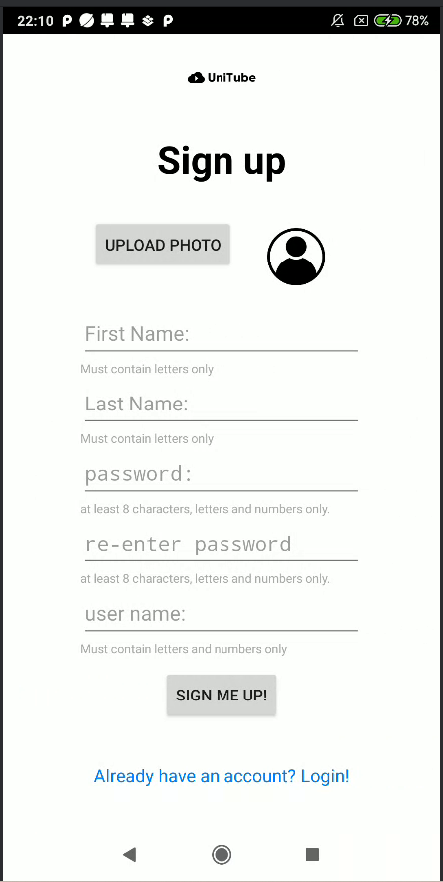 22:10 78%
UniTube
Sign up
UPLOAD PHOTO
First Name:
Must contain letters only
Last Name:
Must contain letters only
password:
at least 8 characters, letters and numbers only.
re-enter password
at least 8 characters, letters and numbers only.
user name:
Must contain letters and numbers only
SIGN ME UP!
Already have an account? Login!